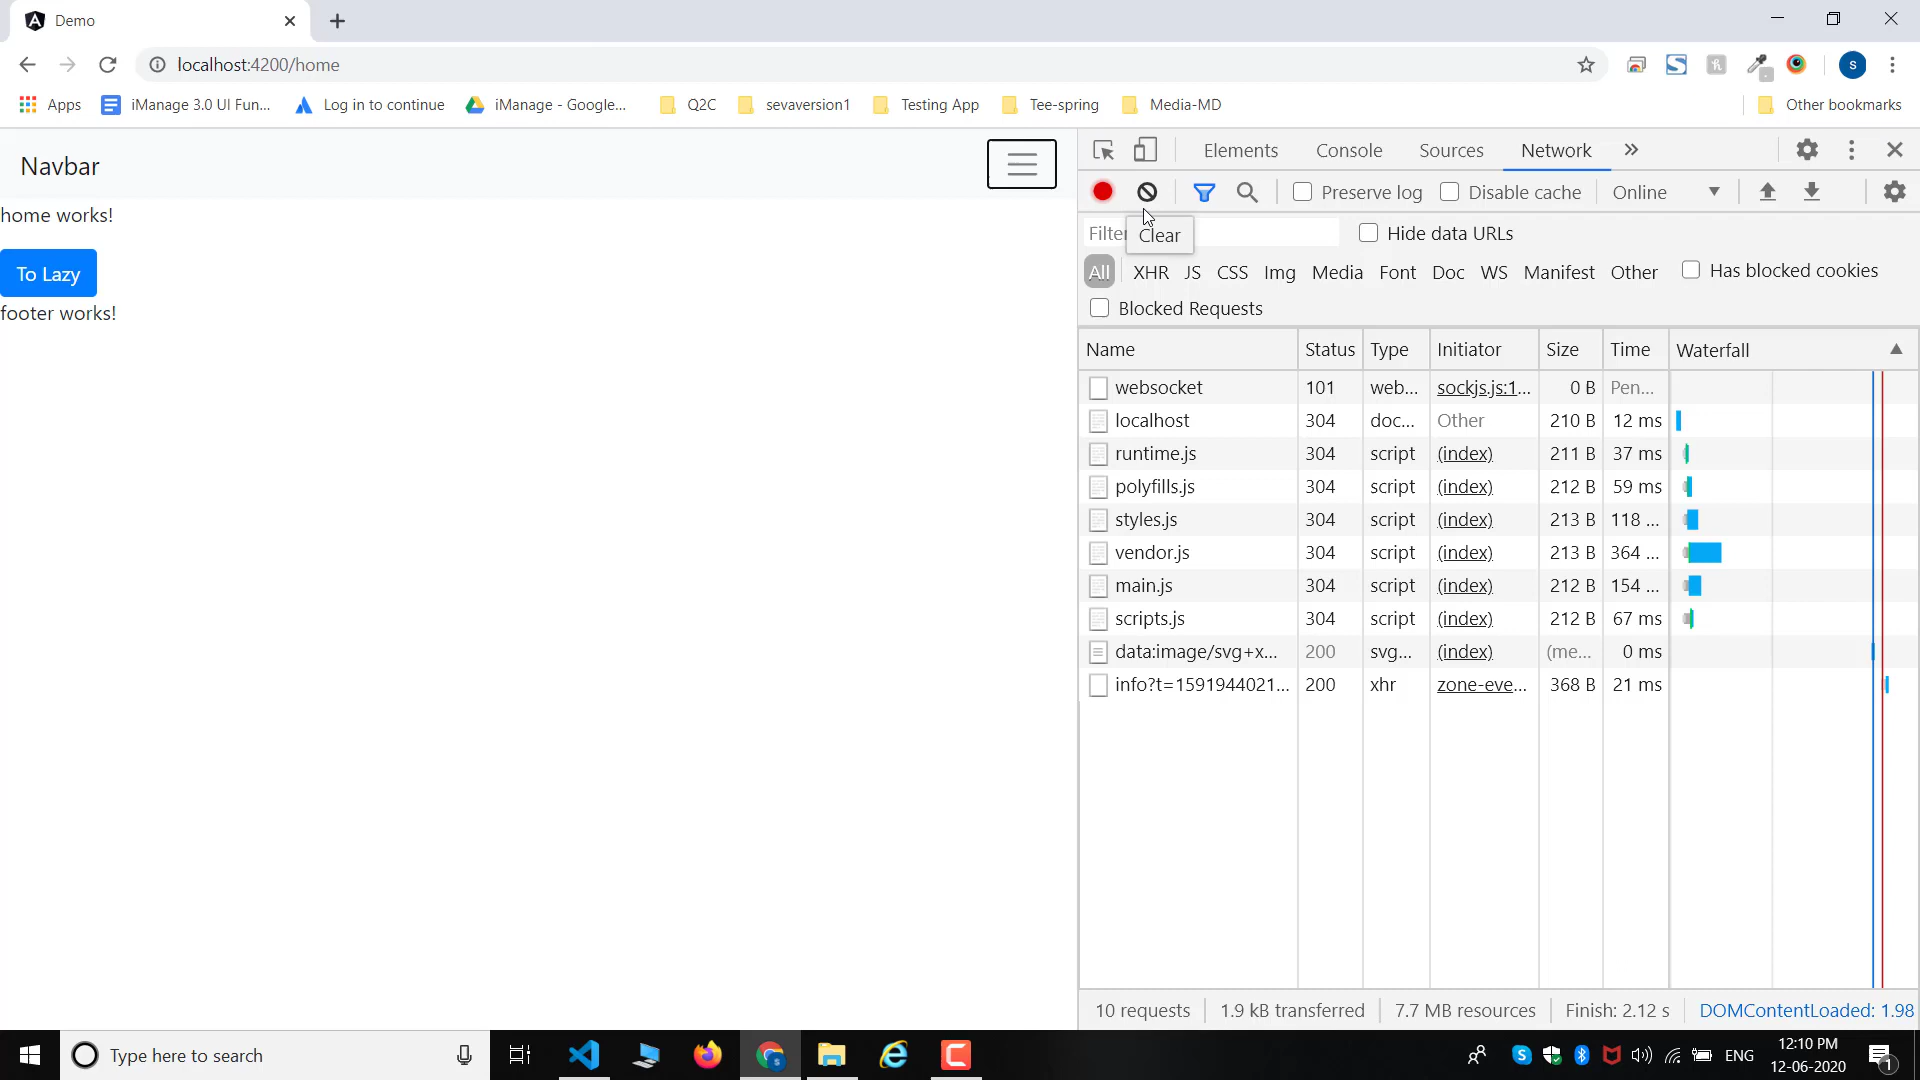 Demo
localhost:4200/home
Apps iManage 3.0 UI Fun... Log in to continue iManage - Google... Q2C sevaversion1 Testing App Tee-spring Media-MD Other bookmarks
Navbar
home works!
To Lazy
footer works!
Elements Console Sources Network
Preserve log Disable cache Online
Filter Clear Hide data URLs
All XHR JS CSS Img Media Font Doc WS Manifest Other Has blocked cookies
Blocked Requests
Name Status Type Initiator Size Time Waterfall
websocket 101 web... sockjs.js:1... 0 B Pen...
localhost 304 doc... Other 210 B 12 ms
runtime.js 304 script (index) 211 B 37 ms
polyfills.js 304 script (index) 212 B 59 ms
styles.js 304 script (index) 213 B 118 ...
vendor.js 304 script (index) 213 B 364 ...
main.js 304 script (index) 212 B 154 ...
scripts.js 304 script (index) 212 B 67 ms
data:image/svg+x... 200 svg... (index) (me... 0 ms
info?t=1591944021... 200 xhr zone-eve... 368 B 21 ms
10 requests 1.9 kB transferred 7.7 MB resources Finish: 2.12 s DOMContentLoaded: 1.98
Type here to search
ENG
12:10 PM
12-06-2020
1